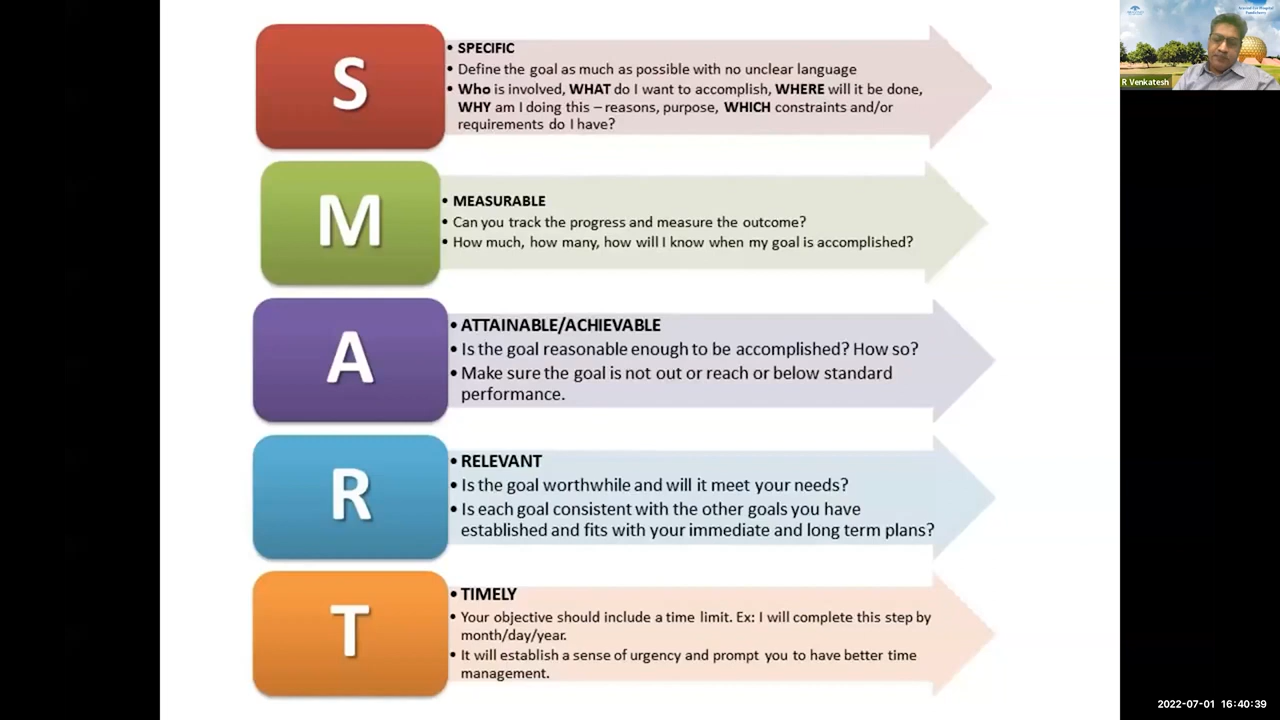 S
• SPECIFIC
• Define the goal as much as possible with no unclear language
• Who is involved, WHAT do I want to accomplish, WHERE will it be done,
WHY am I doing this – reasons, purpose, WHICH constraints and/or
requirements do I have?
M
• MEASURABLE
• Can you track the progress and measure the outcome?
• How much, how many, how will I know when my goal is accomplished?
A
• ATTAINABLE/ACHIEVABLE
• Is the goal reasonable enough to be accomplished? How so?
• Make sure the goal is not out or reach or below standard
performance.
R
• RELEVANT
• Is the goal worthwhile and will it meet your needs?
• Is each goal consistent with the other goals you have
established and fits with your immediate and long term plans?
T
• TIMELY
• Your objective should include a time limit. Ex: I will complete this step by
month/day/year.
• It will establish a sense of urgency and prompt you to have better time
management.
R Venkatesh
2022-07-01 16:40:39